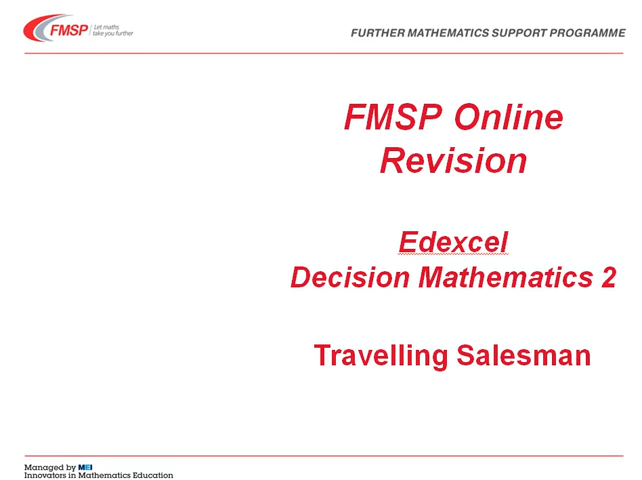 FMSP
Let maths
take you further
FURTHER MATHEMATICS SUPPORT PROGRAMME
FMSP Online
Revision
Edexcel
Decision Mathematics 2
Travelling Salesman
Managed by MEI
Innovators in Mathematics Education